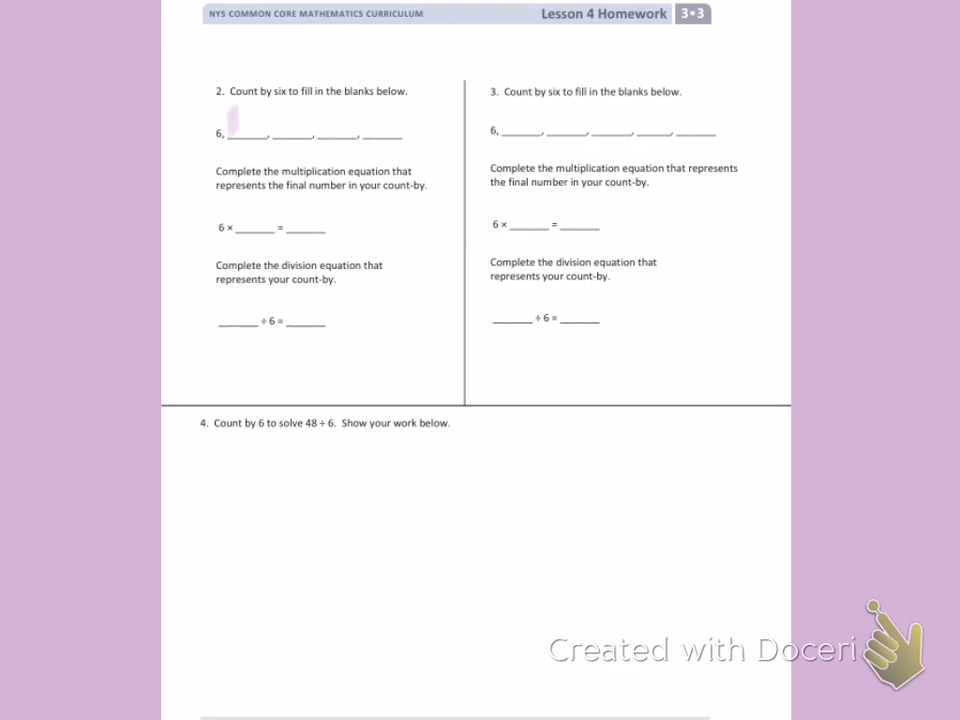 NYS COMMON CORE MATHEMATICS CURRICULUM
Lesson 4 Homework 3•3
2. Count by six to fill in the blanks below.
6, _______, _______, _______, _______
Complete the multiplication equation that
represents the final number in your count-by.
6 × _______ = _______
Complete the division equation that
represents your count-by.
_______ ÷ 6 = _______
3. Count by six to fill in the blanks below.
6, _______, _______, _______, ______, _______
Complete the multiplication equation that represents
the final number in your count-by.
6 × _______ = _______
Complete the division equation that
represents your count-by.
_______ ÷ 6 = _______
4. Count by 6 to solve 48 ÷ 6. Show your work below.
Created with Doceri